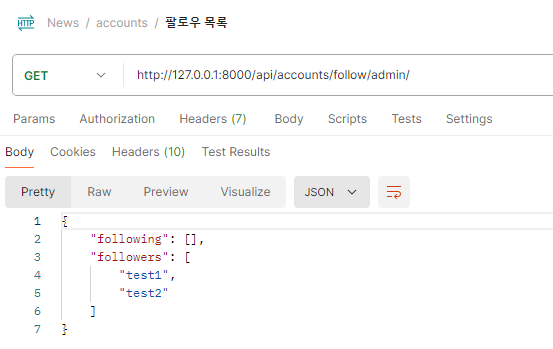 HTTP News / accounts / 팔로우 목록
GET http://127.0.0.1:8000/api/accounts/follow/admin/
Params Authorization Headers (7) Body Scripts Tests Settings
Body Cookies Headers (10) Test Results
Pretty Raw Preview Visualize JSON
1 {
2 "following": [],
3 "followers": [
4 "test1",
5 "test2"
6 ]
7 }